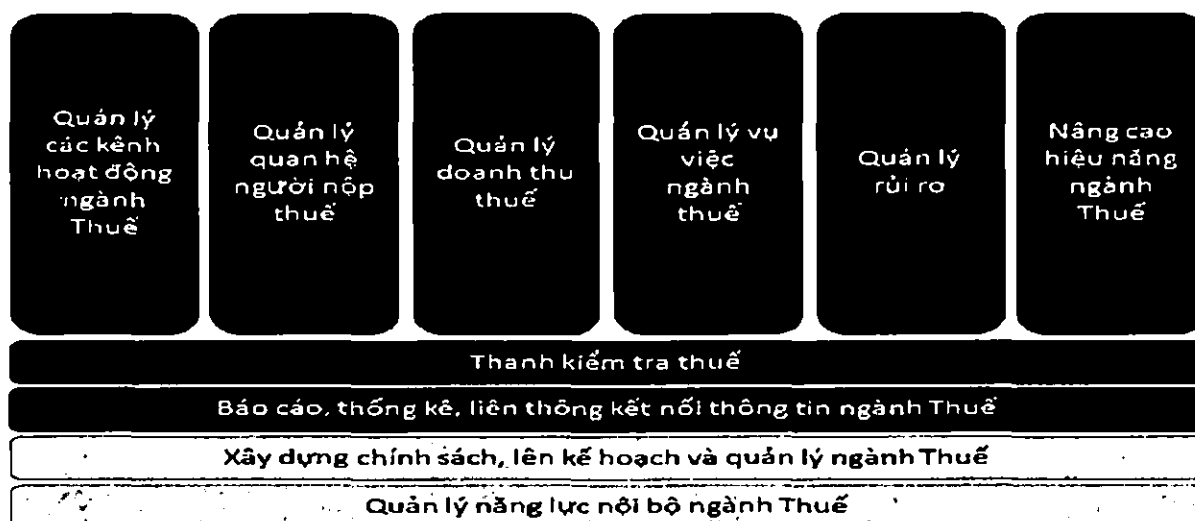 Quản lý
các kênh
hoạt động
ngành
Thuế
Quản lý
quan hệ
người nộp
thuế
Quản lý
doanh thu
thuế
Quản lý vụ
việc
ngành
thuế
Quản lý
rủi ro
Nâng cao
hiệu năng
ngành
Thuế
Thanh kiểm tra thuế
Báo cáo, thống kê, liên thông kết nối thông tin ngành Thuế
Xây dựng chính sách, lên kế hoạch và quản lý ngành Thuế
Quản lý năng lực nội bộ ngành Thuế